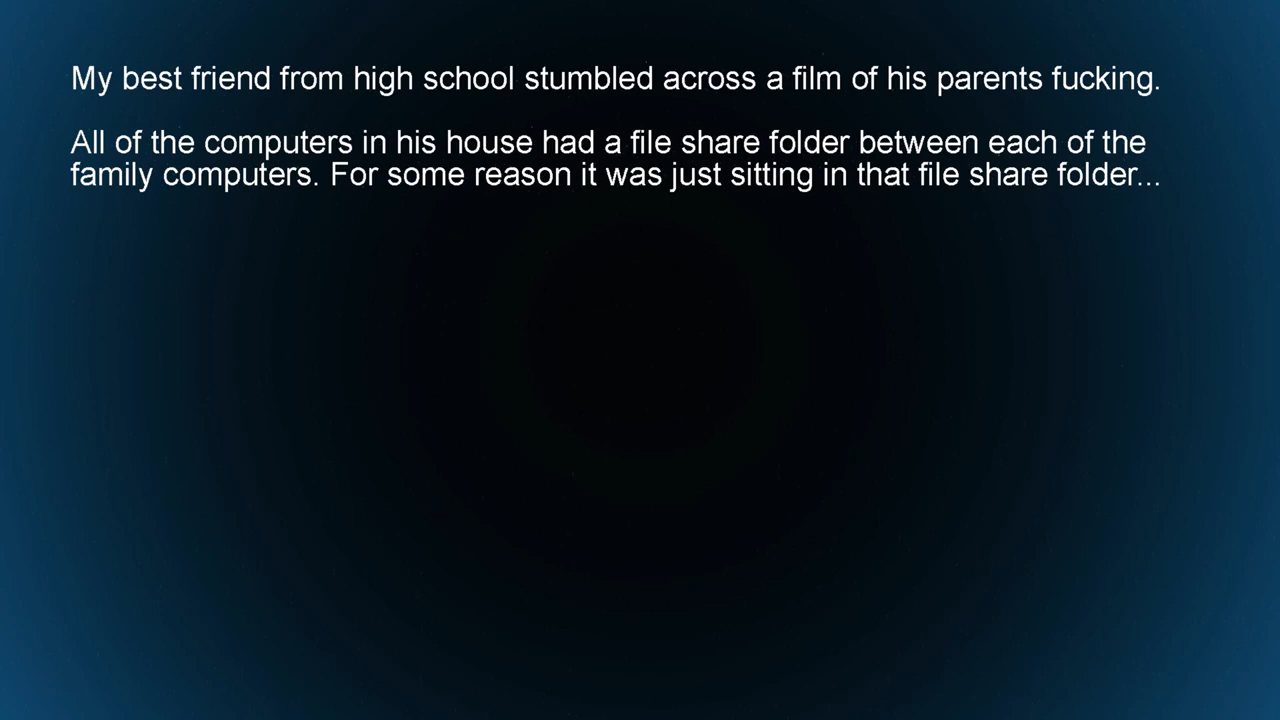 My best friend from high school stumbled across a film of his parents fucking.
All of the computers in his house had a file share folder between each of the
family computers. For some reason it was just sitting in that file share folder...